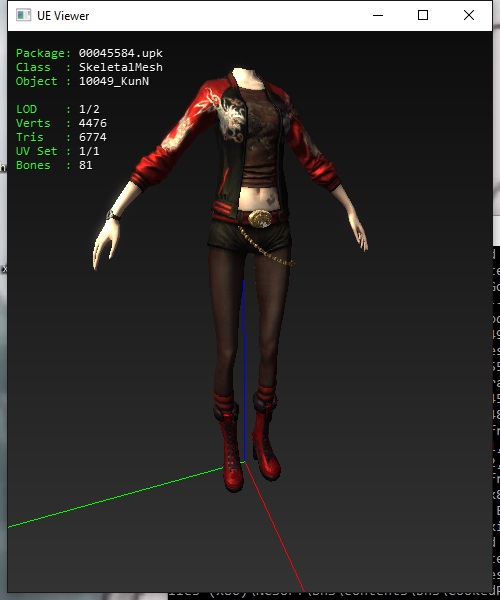 UE Viewer
Package: 00045584.upk
Class : SkeletalMesh
Object : 10049_KunN
LOD : 1/2
Verts : 4476
Tris : 6774
UV Set : 1/1
Bones : 81